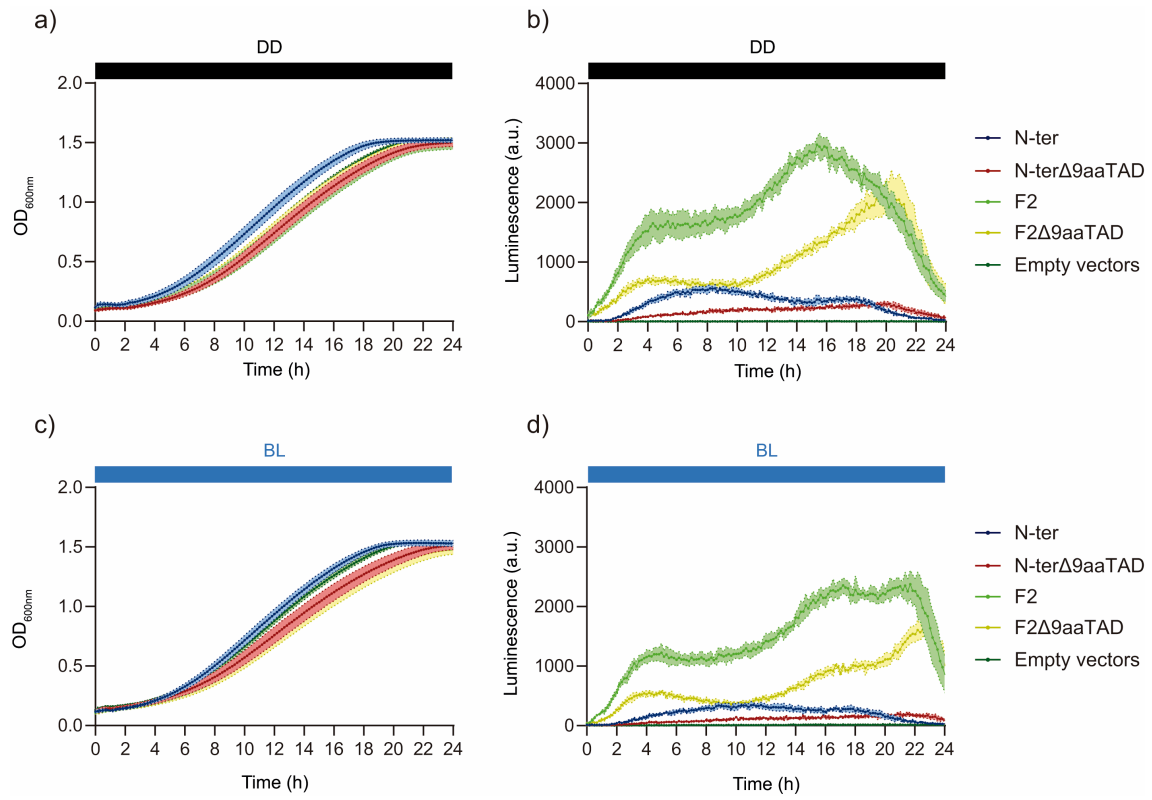 a)
DD
2.0
1.5
1.0
0.5
0.0
OD600nm
0 2 4 6 8 10 12 14 16 18 20 22 24
Time (h)
b)
DD
4000
3000
2000
1000
0
Luminescence (a.u.)
0 2 4 6 8 10 12 14 16 18 20 22 24
Time (h)
N-ter
N-terΔ9aaTAD
F2
F2Δ9aaTAD
Empty vectors
c)
BL
2.0
1.5
1.0
0.5
0.0
OD600nm
0 2 4 6 8 10 12 14 16 18 20 22 24
Time (h)
d)
BL
4000
3000
2000
1000
0
Luminescence (a.u.)
0 2 4 6 8 10 12 14 16 18 20 22 24
Time (h)
N-ter
N-terΔ9aaTAD
F2
F2Δ9aaTAD
Empty vectors